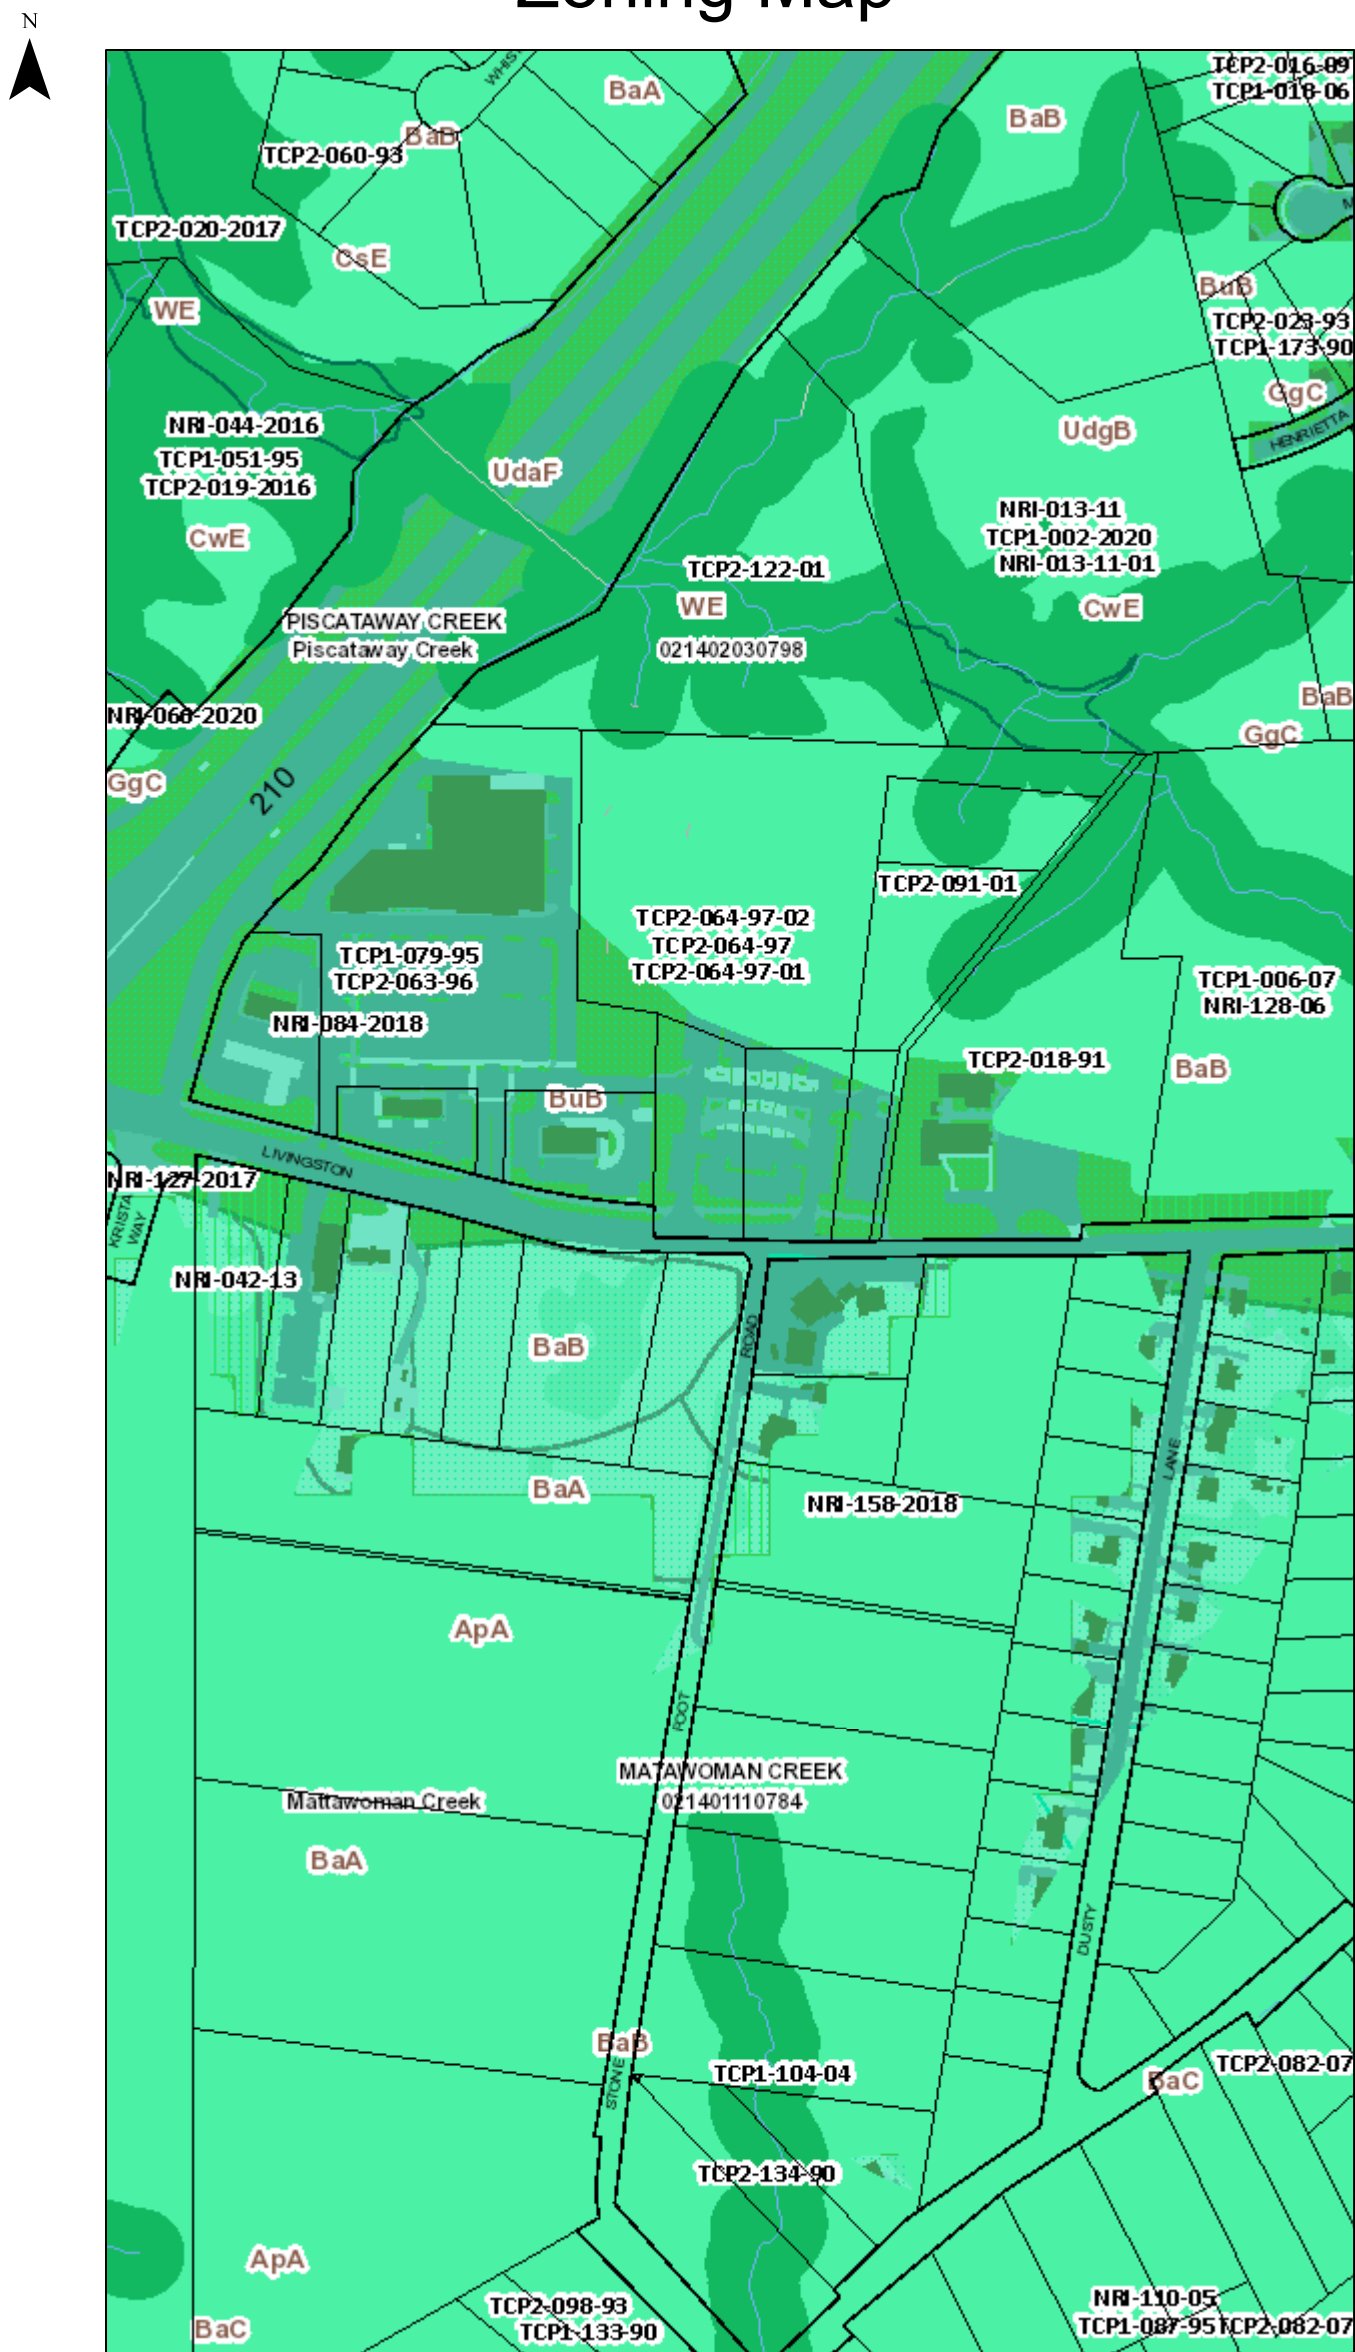 Zoning Map
N
WHIS
BaA
BaB
TCP2-016-09
TCP1-018-06
BaB
TCP2-060-93
M
TCP2-020-2017
CsE
WE
BuB
TCP2-023-93
TCP1-173-90
GgC
HENRIETTA
NRI-044-2016
TCP1-051-95
TCP2-019-2016
UdaF
UdgB
CwE
NRI-013-11
TCP1-002-2020
NRI-013-11-01
TCP2-122-01
WE
CwE
PISCATAWAY CREEK
Piscataway Creek
021402030798
BaB
NRI-060-2020
GgC
GgC
210
TCP2-091-01
TCP2-064-97-02
TCP2-064-97
TCP2-064-97-01
TCP1-079-95
TCP2-063-96
TCP1-006-07
NRI-128-06
NRI-084-2018
TCP2-018-91
BaB
BuB
LIVINGSTON
NRI-127-2017
KRISTA
WAY
NRI-042-13
BaB
ROAD
LANE
BaA
NRI-158-2018
ApA
FOOT
MATAWOMAN CREEK
Mattawoman Creek
021401110784
BaA
DUSTY
BaB
STONE
TCP1-104-04
BaC
TCP2-082-07
TCP2-134-90
ApA
BaC
TCP2-098-93
TCP1-133-90
NRI-110-05
TCP1-087-95
TCP2-082-07